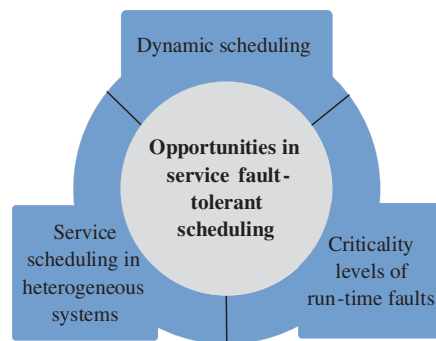 Dynamic scheduling
Opportunities in
service fault-
tolerant
scheduling
Service
scheduling in
heterogeneous
systems
Criticality
levels of
run-time faults